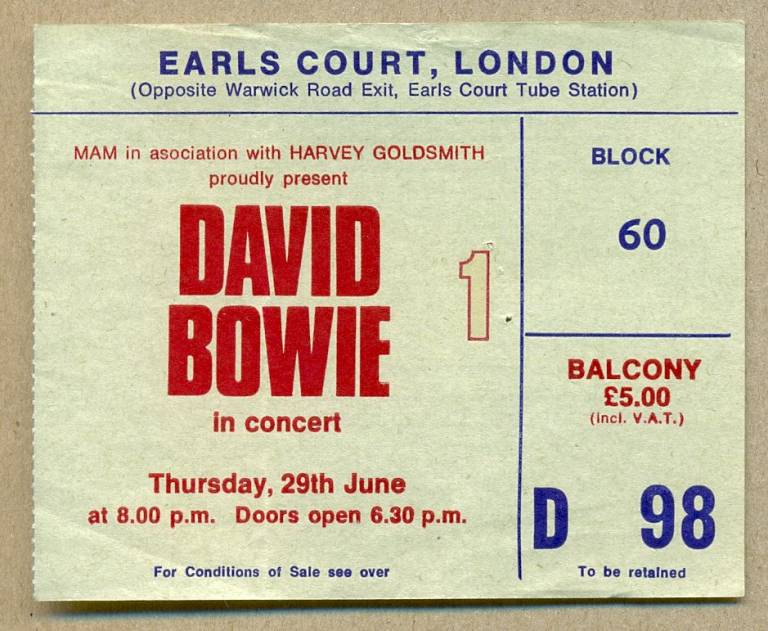 EARLS COURT, LONDON
(Opposite Warwick Road Exit, Earls Court Tube Station)
MAM in asociation with HARVEY GOLDSMITH
proudly present
DAVID
BOWIE
in concert
1
Thursday, 29th June
at 8.00 p.m. Doors open 6.30 p.m.
For Conditions of Sale see over
BLOCK
60
BALCONY
£5.00
(incl. V.A.T.)
D 98
To be retained